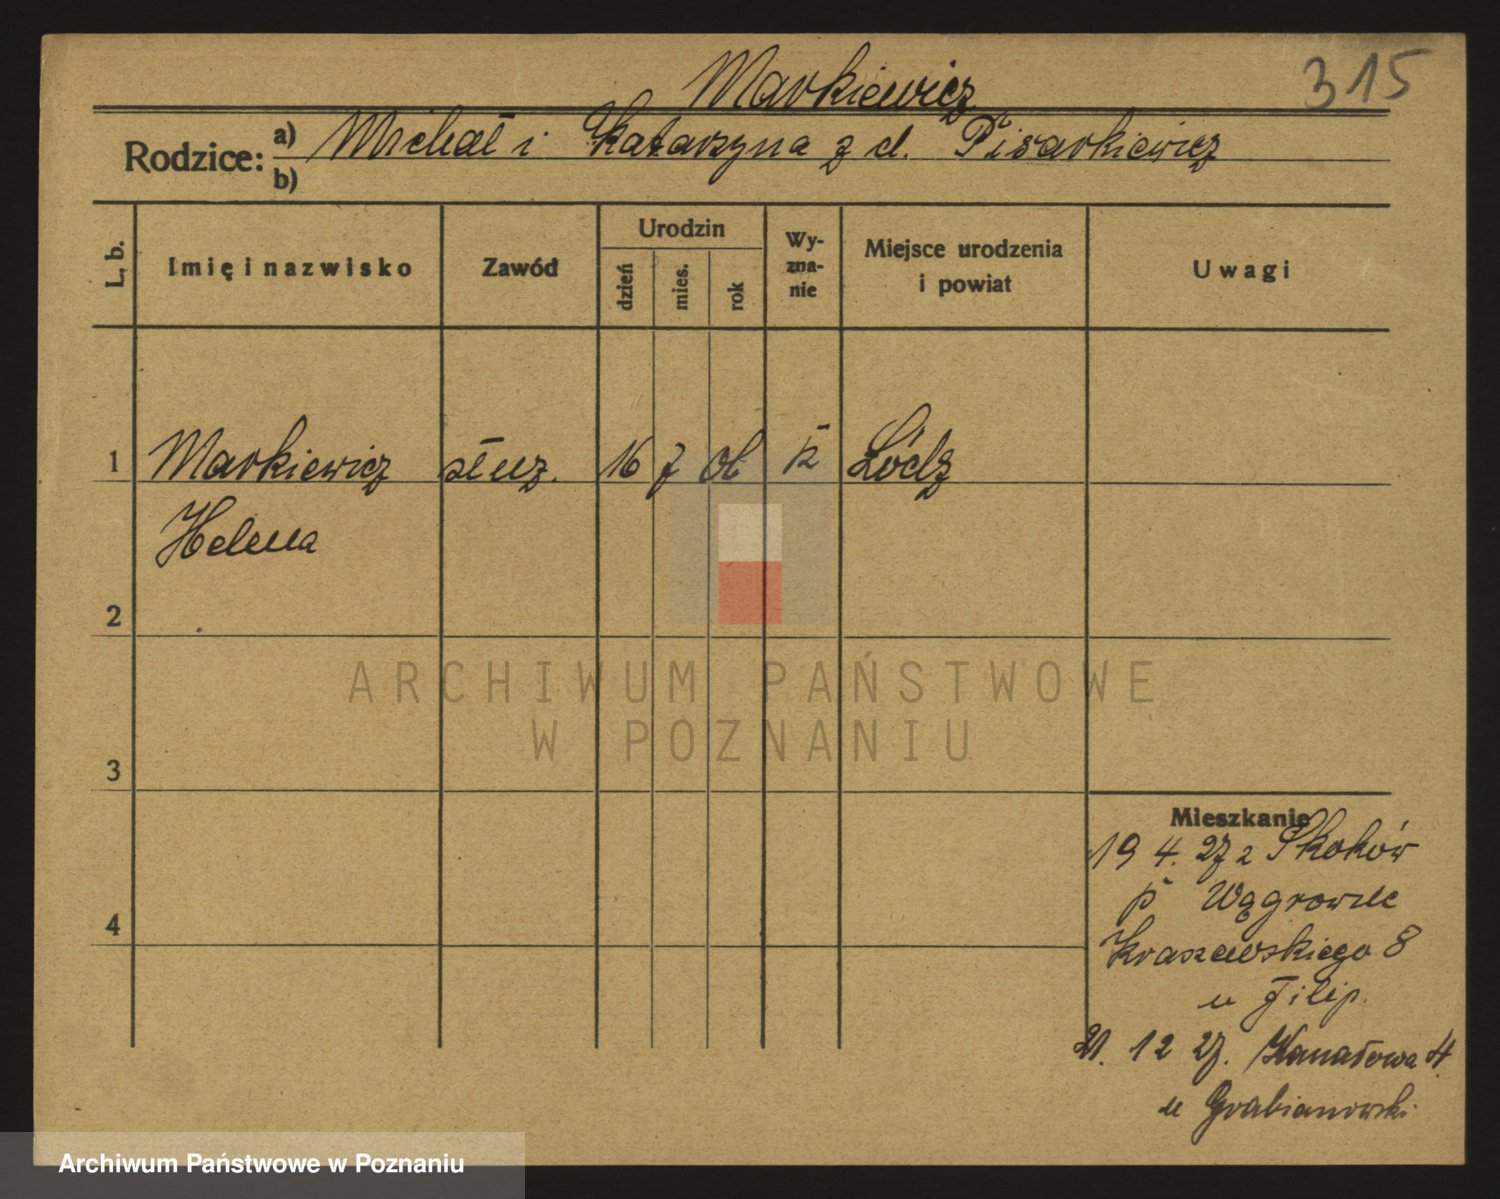 Markiewicz
315
Rodzice: a) Michał i Katarzyna z d. Pisarkiewicz
b)
L. b.
Imię i nazwisko
Zawód
Urodzin
dzień
mies.
rok
Wy-
zna-
nie
Miejsce urodzenia
i powiat
Uwagi
1 Markiewicz służ. 16 7 06 k Łódź
Helena
2
3
4
Mieszkanie
19 4. 27 z Skoków
p Wągrowiec
Kraszewskiego 8
u Filip.
21. 12 27. Kanałowa 4.
u Grabianowski
ARCHIWUM PAŃSTWOWE
W POZNANIU
Archiwum Państwowe w Poznaniu